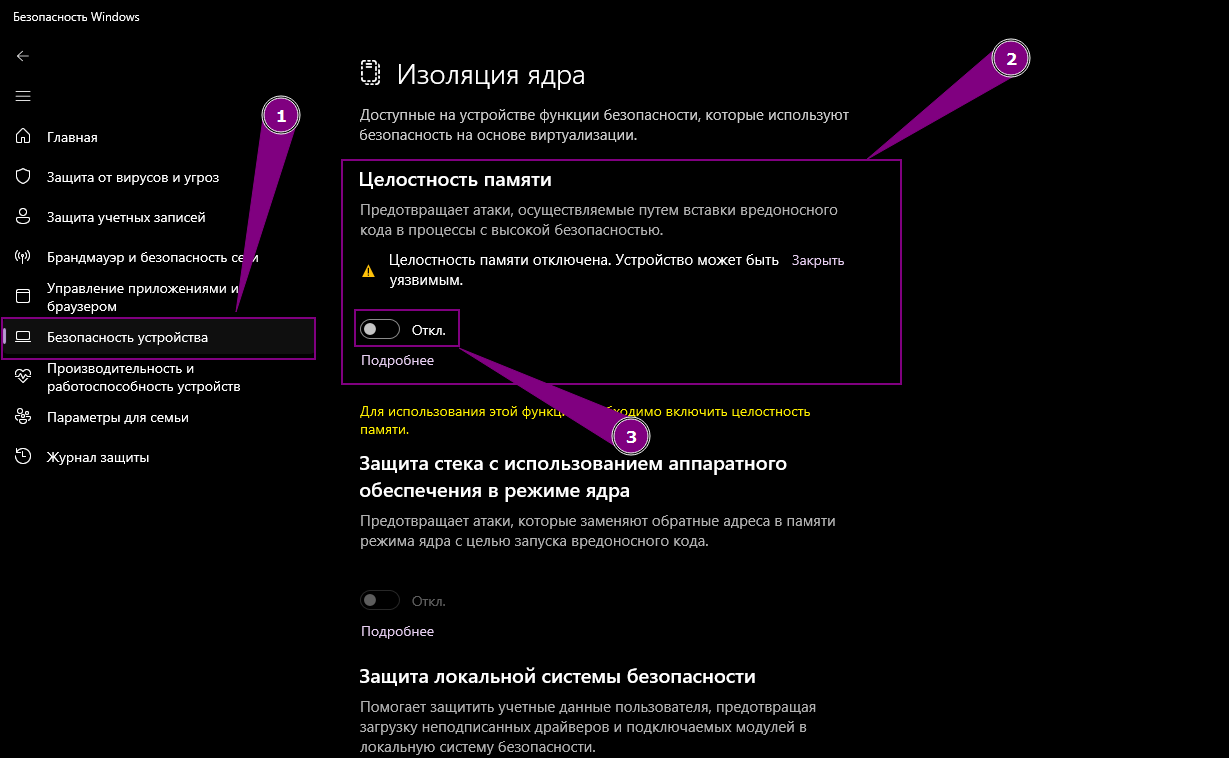 Безопасность Windows
Главная
Защита от вирусов и угроз
Защита учетных записей
Брандмауэр и безопасность сети
Управление приложениями и
браузером
Безопасность устройства
Производительность и
работоспособность устройств
Параметры для семьи
Журнал защиты
1
2
Изоляция ядра
Доступные на устройстве функции безопасности, которые используют
безопасность на основе виртуализации.
Целостность памяти
Предотвращает атаки, осуществляемые путем вставки вредоносного
кода в процессы с высокой безопасностью.
Целостность памяти отключена. Устройство может быть Закрыть
уязвимым.
Откл.
Подробнее
3
Для использования этой функции необходимо включить целостность
памяти.
Защита стека с использованием аппаратного
обеспечения в режиме ядра
Предотвращает атаки, которые заменяют обратные адреса в памяти
режима ядра с целью запуска вредоносного кода.
Откл.
Подробнее
Защита локальной системы безопасности
Помогает защитить учетные данные пользователя, предотвращая
загрузку неподписанных драйверов и подключаемых модулей в
локальную систему безопасности.